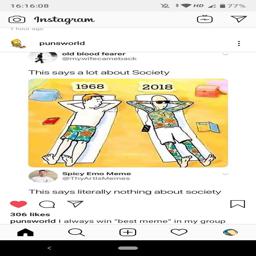 16:16:08
HD
77%
Instagram
1 hour ago
punsworld
old blood fearer
@mywifecameback
This says a lot about Society
1968
2018
Spicy Emo Meme
@ThyArtIsMemes
This says literally nothing about society
306 likes
punsworld I always win "best meme" in my group